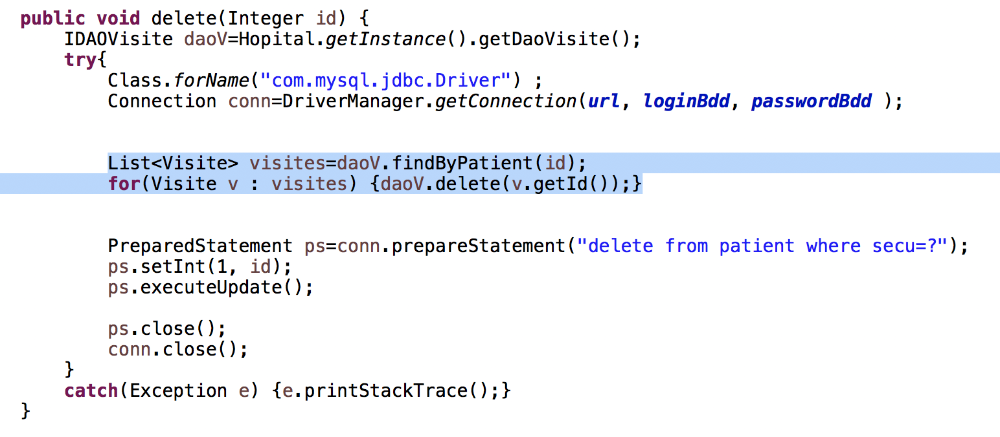 public void delete(Integer id) {
IDAOVisite daoV=Hopital.getInstance().getDaoVisite();
try{
Class.forName("com.mysql.jdbc.Driver") ;
Connection conn=DriverManager.getConnection(url, loginBdd, passwordBdd );
List<Visite> visites=daoV.findByPatient(id);
for(Visite v : visites) {daoV.delete(v.getId());}
PreparedStatement ps=conn.prepareStatement("delete from patient where secu=?");
ps.setInt(1, id);
ps.executeUpdate();
ps.close();
conn.close();
}
catch(Exception e) {e.printStackTrace();}
}